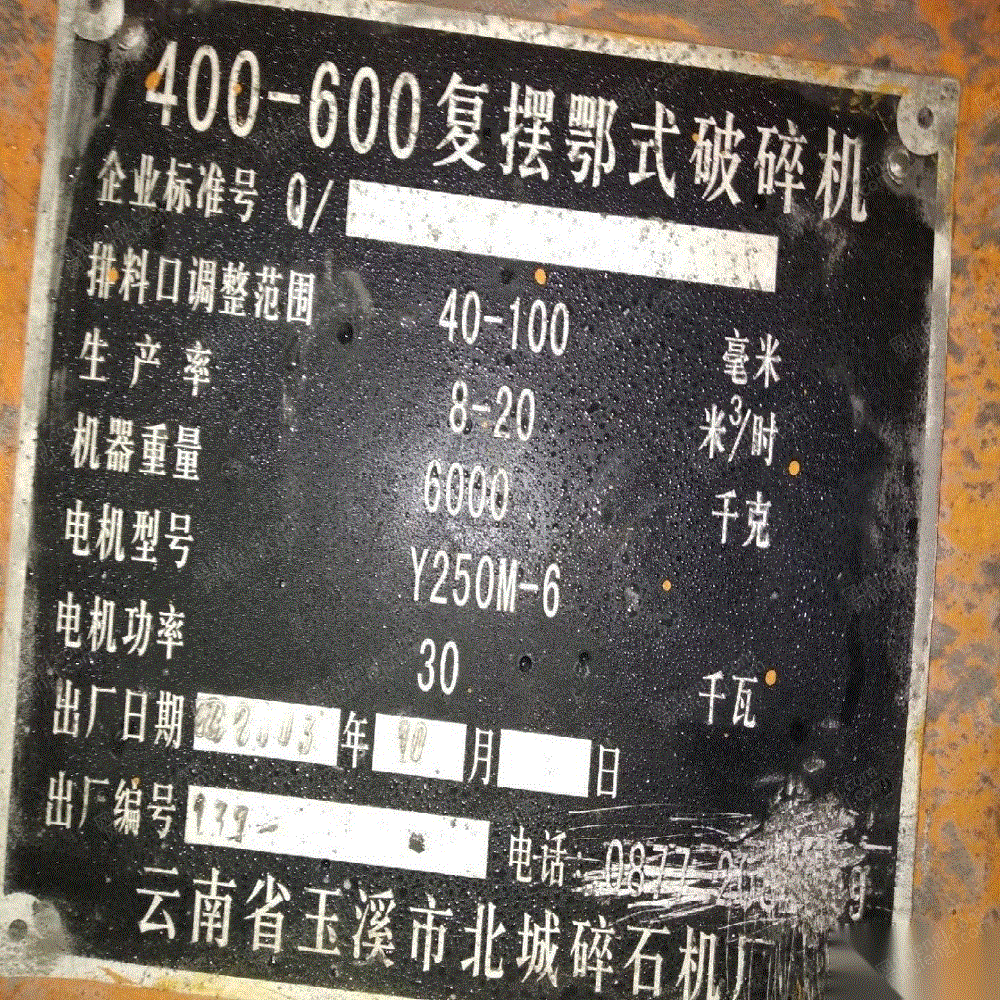 400-600复摆鄂式破碎机
企业标准号 Q/
排料口调整范围 40-100 毫米
生产率 8-20 米³/时
机器重量 6000 千克
电机型号 Y250M-6
电机功率 30 千瓦
出厂日期 年 10 月 日
出厂编号 139-
电话: 0877
云南省玉溪市北城碎石机厂